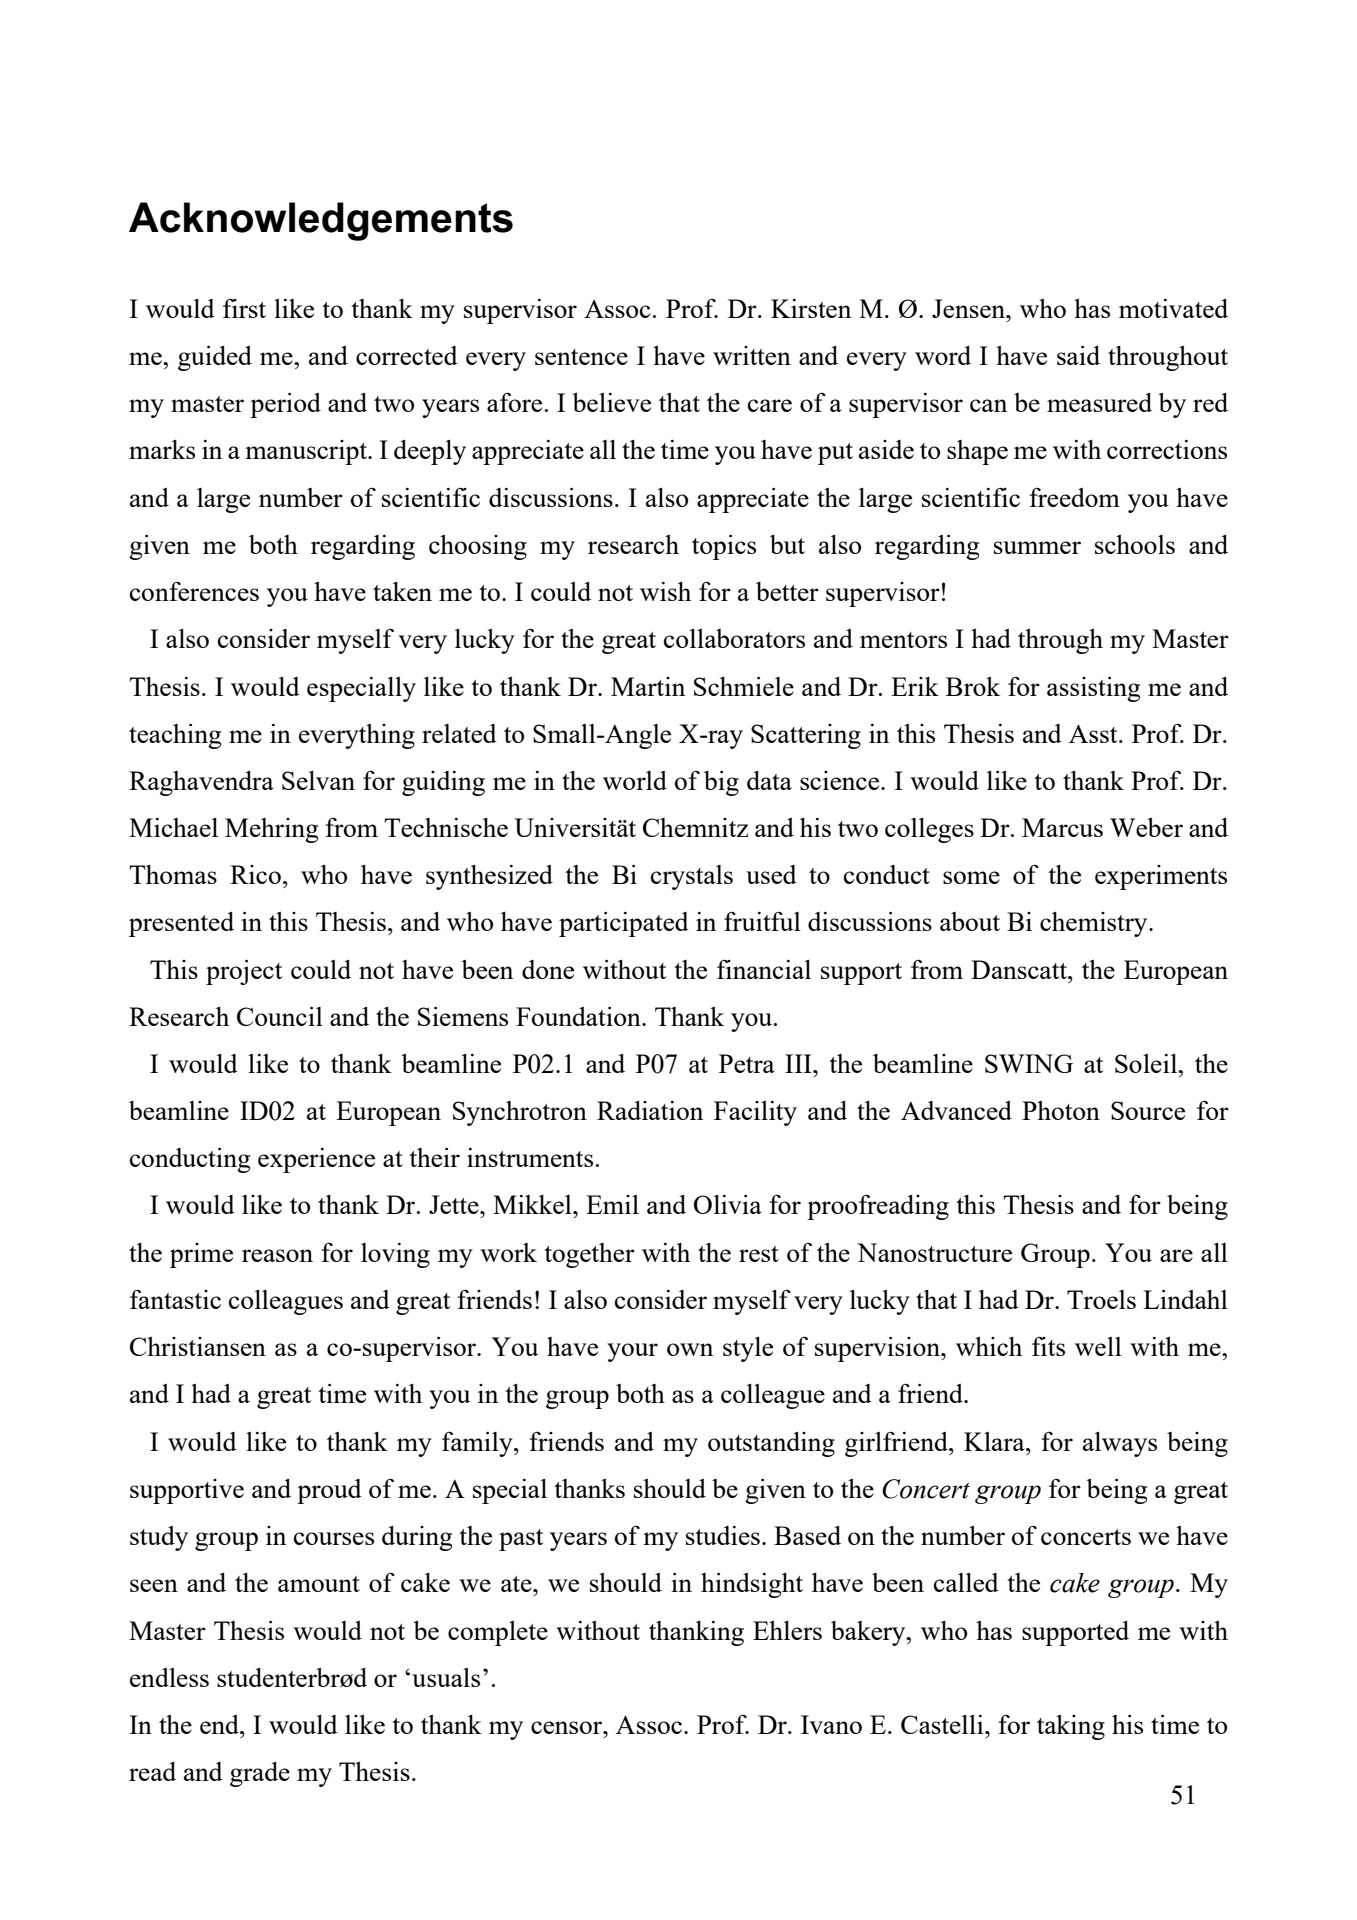 Acknowledgements
I would first like to thank my supervisor Assoc. Prof. Dr. Kirsten M. Ø. Jensen, who has motivated
me, guided me, and corrected every sentence I have written and every word I have said throughout
my master period and two years afore. I believe that the care of a supervisor can be measured by red
marks in a manuscript. I deeply appreciate all the time you have put aside to shape me with corrections
and a large number of scientific discussions. I also appreciate the large scientific freedom you have
given me both regarding choosing my research topics but also regarding summer schools and
conferences you have taken me to. I could not wish for a better supervisor!
I also consider myself very lucky for the great collaborators and mentors I had through my Master
Thesis. I would especially like to thank Dr. Martin Schmiele and Dr. Erik Brok for assisting me and
teaching me in everything related to Small-Angle X-ray Scattering in this Thesis and Asst. Prof. Dr.
Raghavendra Selvan for guiding me in the world of big data science. I would like to thank Prof. Dr.
Michael Mehring from Technische Universität Chemnitz and his two colleges Dr. Marcus Weber and
Thomas Rico, who have synthesized the Bi crystals used to conduct some of the experiments
presented in this Thesis, and who have participated in fruitful discussions about Bi chemistry.
This project could not have been done without the financial support from Danscatt, the European
Research Council and the Siemens Foundation. Thank you.
I would like to thank beamline P02.1 and P07 at Petra III, the beamline SWING at Soleil, the
beamline ID02 at European Synchrotron Radiation Facility and the Advanced Photon Source for
conducting experience at their instruments.
I would like to thank Dr. Jette, Mikkel, Emil and Olivia for proofreading this Thesis and for being
the prime reason for loving my work together with the rest of the Nanostructure Group. You are all
fantastic colleagues and great friends! I also consider myself very lucky that I had Dr. Troels Lindahl
Christiansen as a co-supervisor. You have your own style of supervision, which fits well with me,
and I had a great time with you in the group both as a colleague and a friend.
I would like to thank my family, friends and my outstanding girlfriend, Klara, for always being
supportive and proud of me. A special thanks should be given to the Concert group for being a great
study group in courses during the past years of my studies. Based on the number of concerts we have
seen and the amount of cake we ate, we should in hindsight have been called the cake group. My
Master Thesis would not be complete without thanking Ehlers bakery, who has supported me with
endless studenterbrød or ‘usuals’.
In the end, I would like to thank my censor, Assoc. Prof. Dr. Ivano E. Castelli, for taking his time to
read and grade my Thesis.
51